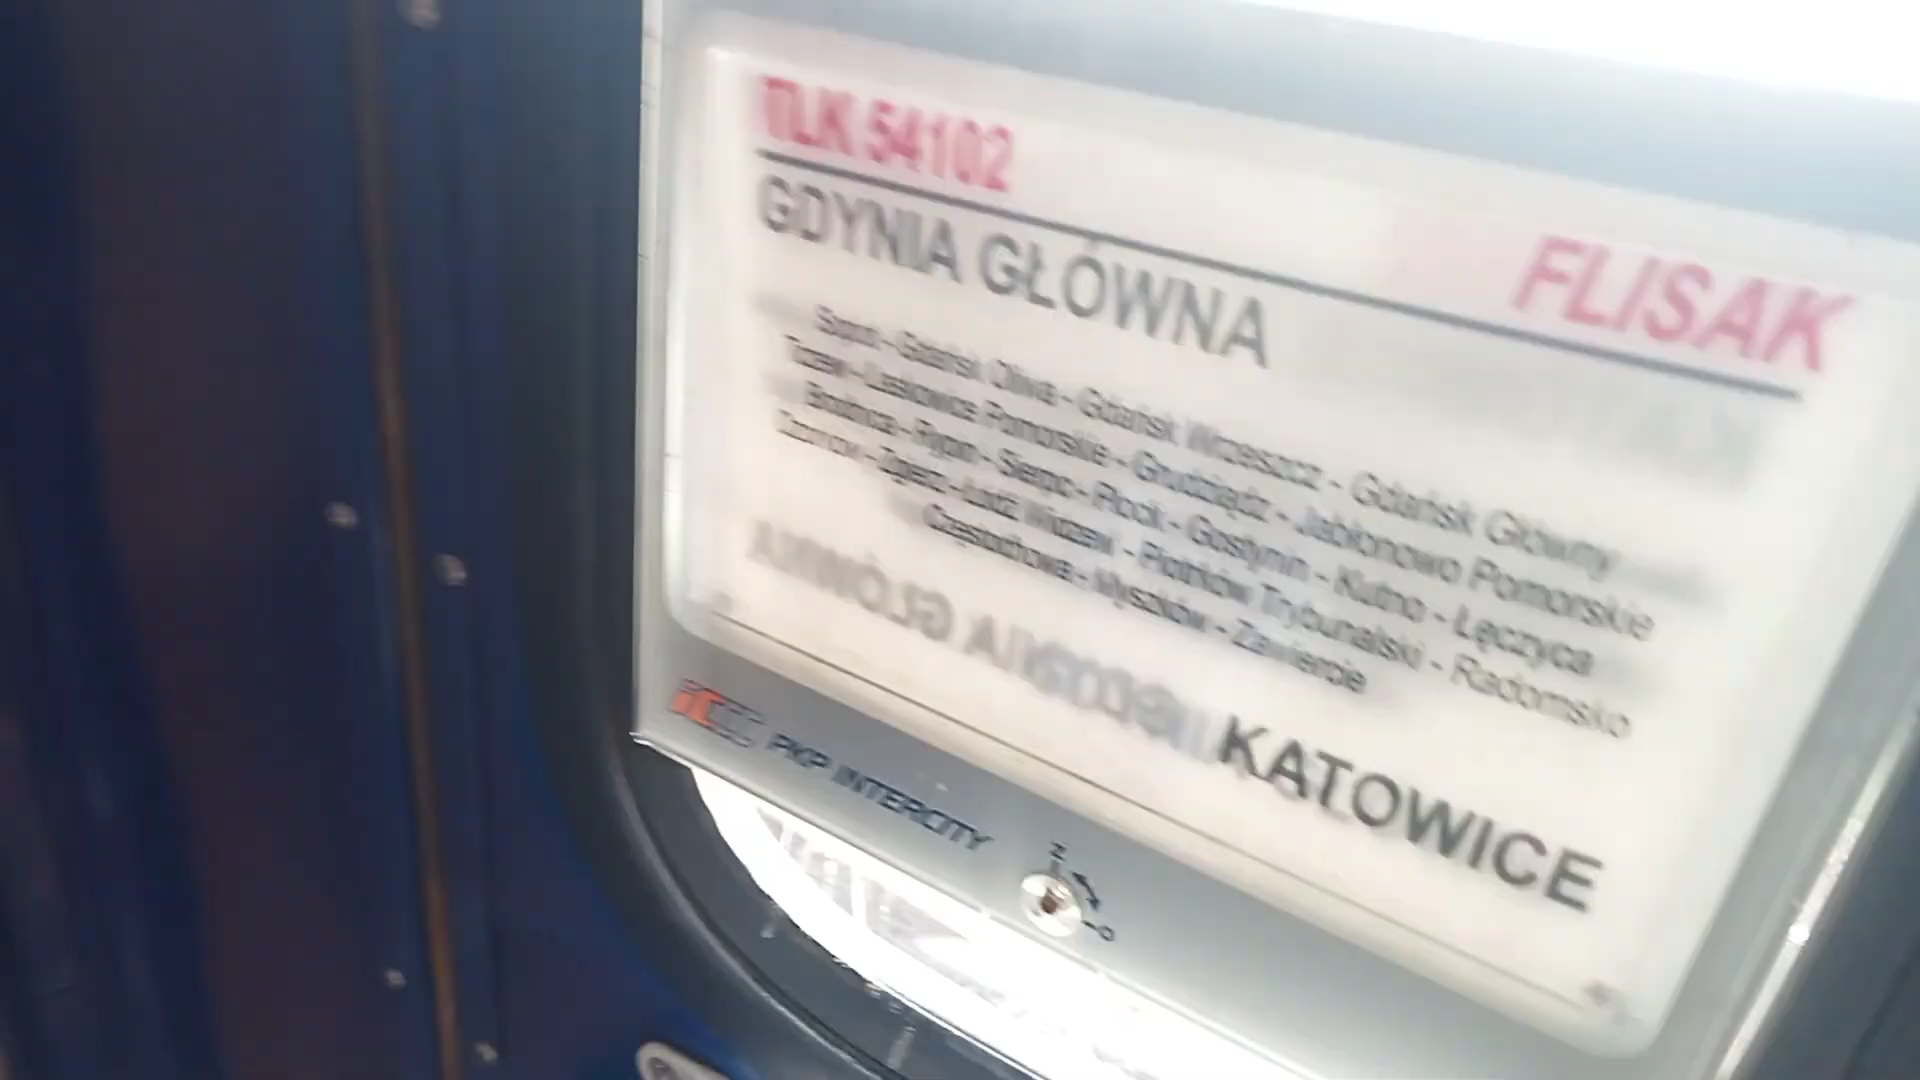 TLK 54102
FLISAK
GDYNIA GŁÓWNA
Sopot - Gdańsk Oliwa - Gdańsk Wrzeszcz - Gdańsk Główny
Tczew - Laskowice Pomorskie - Grudziądz - Jabłonowo Pomorskie
Brodnica - Rypin - Sierpc - Płock - Gostynin - Kutno - Łęczyca
Ozorków - Zgierz - Łódź Widzew - Piotrków Trybunalski - Radomsko
Częstochowa - Myszków - Zawiercie
KATOWICE
PKP INTERCITY
Z
O